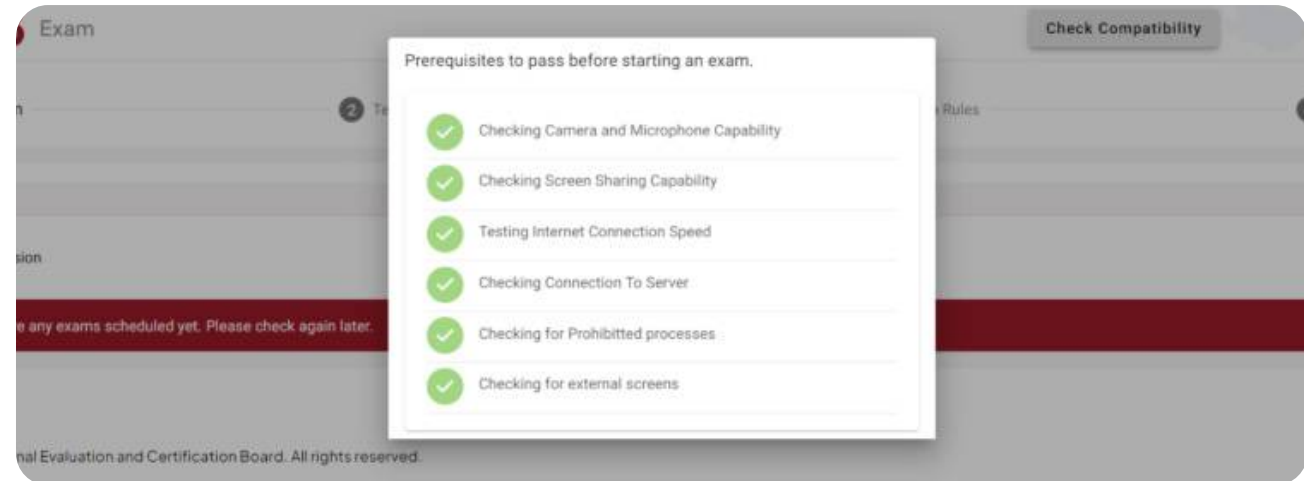 Exam
Check Compatibility
Prerequisites to pass before starting an exam.
2
Rules
Checking Camera and Microphone Capability
Checking Screen Sharing Capability
Testing Internet Connection Speed
Checking Connection To Server
Checking for Prohibitted processes
Checking for external screens
sion
e any exams scheduled yet. Please check again later.
nal Evaluation and Certification Board. All rights reserved.